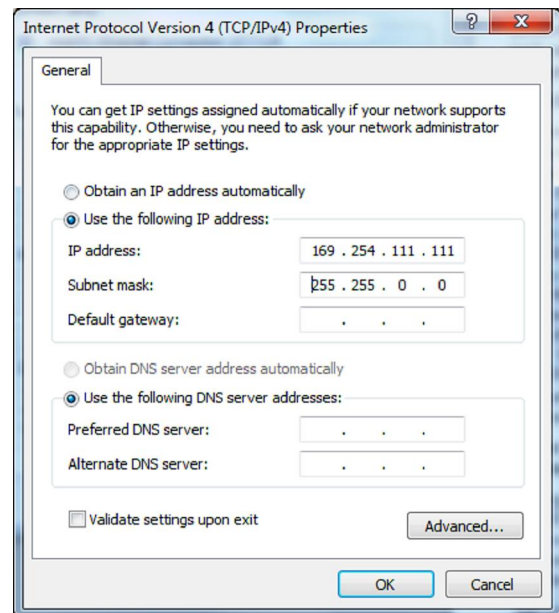 Internet Protocol Version 4 (TCP/IPv4) Properties
General
You can get IP settings assigned automatically if your network supports
this capability. Otherwise, you need to ask your network administrator
for the appropriate IP settings.
Obtain an IP address automatically
Use the following IP address:
IP address: 169 . 254 . 111 . 111
Subnet mask: 255 . 255 . 0 . 0
Default gateway: . . .
Obtain DNS server address automatically
Use the following DNS server addresses:
Preferred DNS server: . . .
Alternate DNS server: . . .
Validate settings upon exit
Advanced...
OK Cancel